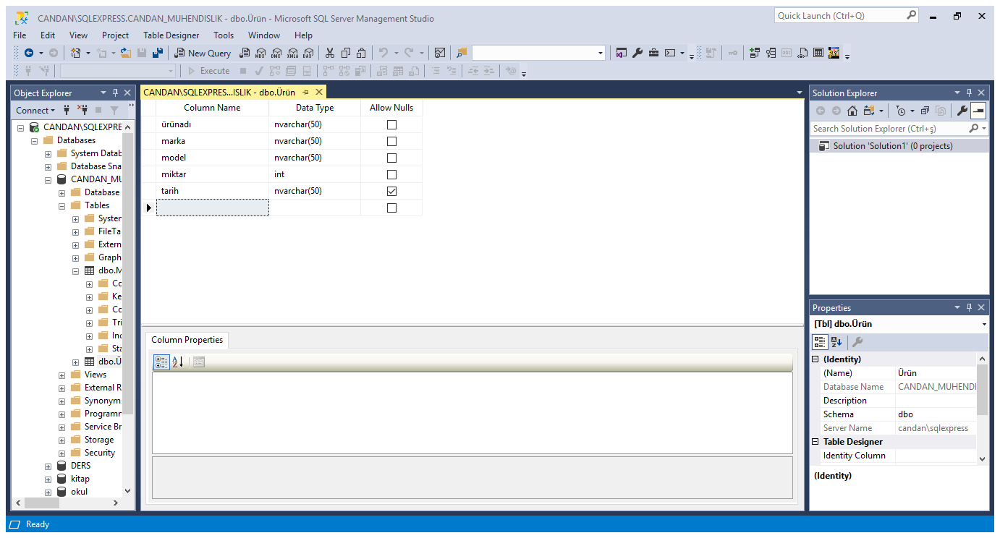 CANDAN\SQLEXPRESS.CANDAN_MUHENDISLIK - dbo.Ürün - Microsoft SQL Server Management Studio
Quick Launch (Ctrl+Q)
File Edit View Project Table Designer Tools Window Help
New Query MDX DMX XMLA DAX
Execute
Object Explorer
Connect
CANDAN\SQLEXPRE
Databases
System Datab
Database Sna
CANDAN_MU
Database
Tables
System
FileTa
Extern
Graph
dbo.M
Co
Ke
Co
Tri
Inc
Sta
dbo.Ü
Views
External R
Synonym
Programr
Service Br
Storage
Security
DERS
kitap
okul
CANDAN\SQLEXPRES...ISLIK - dbo.Ürün
Column Name Data Type Allow Nulls
ürünadı nvarchar(50)
marka nvarchar(50)
model nvarchar(50)
miktar int
tarih nvarchar(50)
Column Properties
Solution Explorer
Search Solution Explorer (Ctrl+ş)
Solution 'Solution1' (0 projects)
Properties
[Tbl] dbo.Ürün
(Identity)
(Name) Ürün
Database Name CANDAN_MUHENDI
Description
Schema dbo
Server Name candan\sqlexpress
Table Designer
Identity Column
(Identity)
Ready